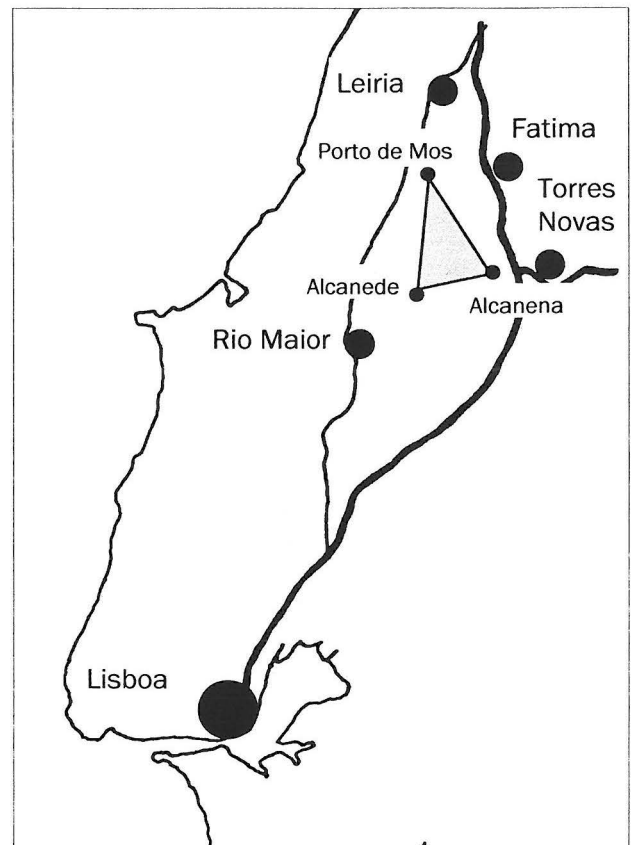 Leiria
Fatima
Porto de Mos
Torres
Novas
Alcanede
Alcanena
Rio Maior
Lisboa